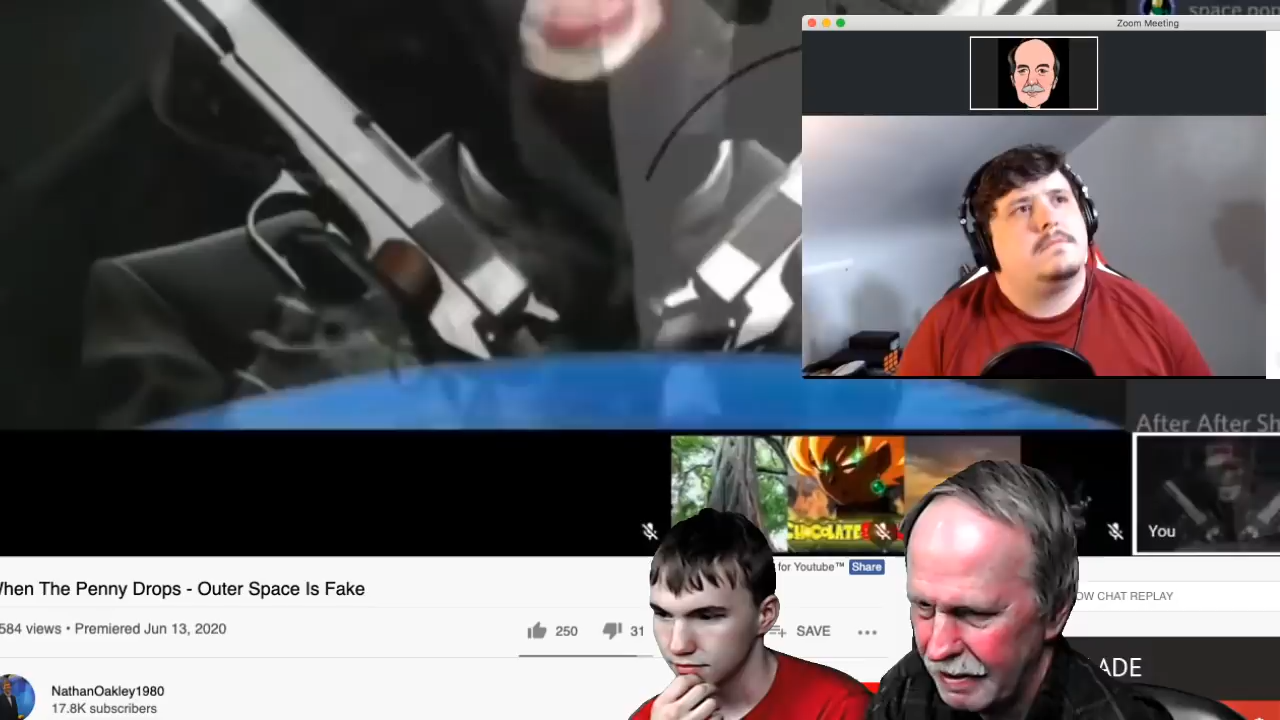 space pop
Zoom Meeting
After After Sh
You
CHOCOLATE
for Youtube™ Share
When The Penny Drops - Outer Space Is Fake
OW CHAT REPLAY
584 views • Premiered Jun 13, 2020
250
31
SAVE
ADE
NathanOakley1980
17.8K subscribers